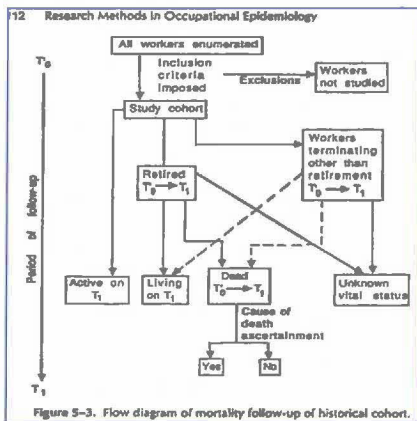 112 Research Methods in Occupational Epidemiology
All workers enumerated
T₀
Inclusion
criteria
imposed
Exclusions
Workers
not studied
Study cohort
Workers
terminating
other than
retirement
T₀ → T₁
Retired
T₀ → T₁
Period of follow-up
Active on
T₁
Living
on T₁
Dead
T₀ → T₁
Unknown
vital status
Cause of
death
ascertainment
Yes
No
T₁
Figure 5-3. Flow diagram of mortality follow-up of historical cohort.